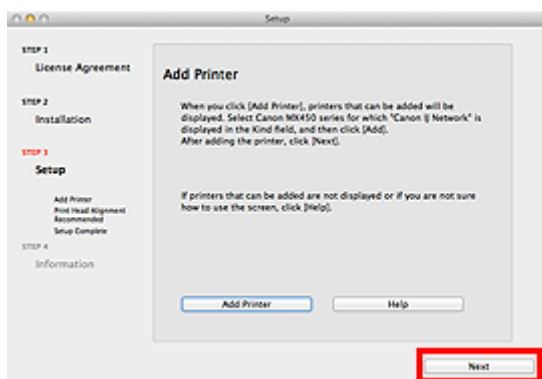 Setup
STEP 1
License Agreement
STEP 2
Installation
STEP 3
Setup
Add Printer
Print Head Alignment
Recommended
Setup Complete
STEP 4
Information
Add Printer
When you click [Add Printer], printers that can be added will be
displayed. Select Canon MX450 series for which "Canon IJ Network" is
displayed in the Kind field, and then click [Add].
After adding the printer, click [Next].
If printers that can be added are not displayed or if you are not sure
how to use the screen, click [Help].
Add Printer
Help
Next